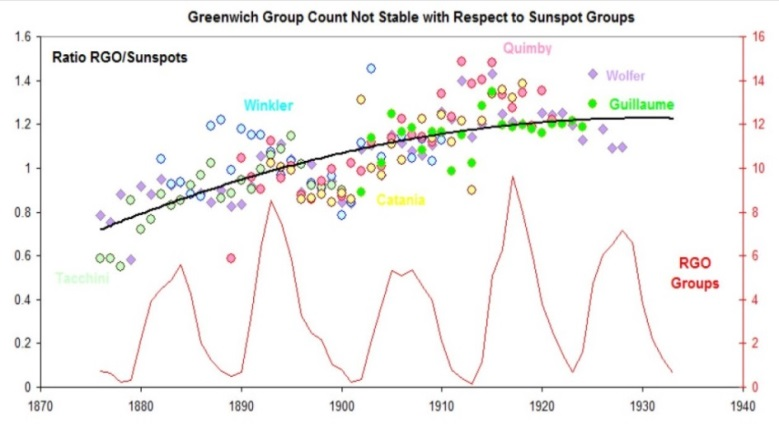 Greenwich Group Count Not Stable with Respect to Sunspot Groups
1.6
1.4
1.2
1
0.8
0.6
0.4
0.2
0
Ratio RGO/Sunspots
Winkler
Quimby
Wolfer
Guillaume
Catania
Tacchini
RGO
Groups
16
14
12
10
8
6
4
2
0
1870
1880
1890
1900
1910
1920
1930
1940